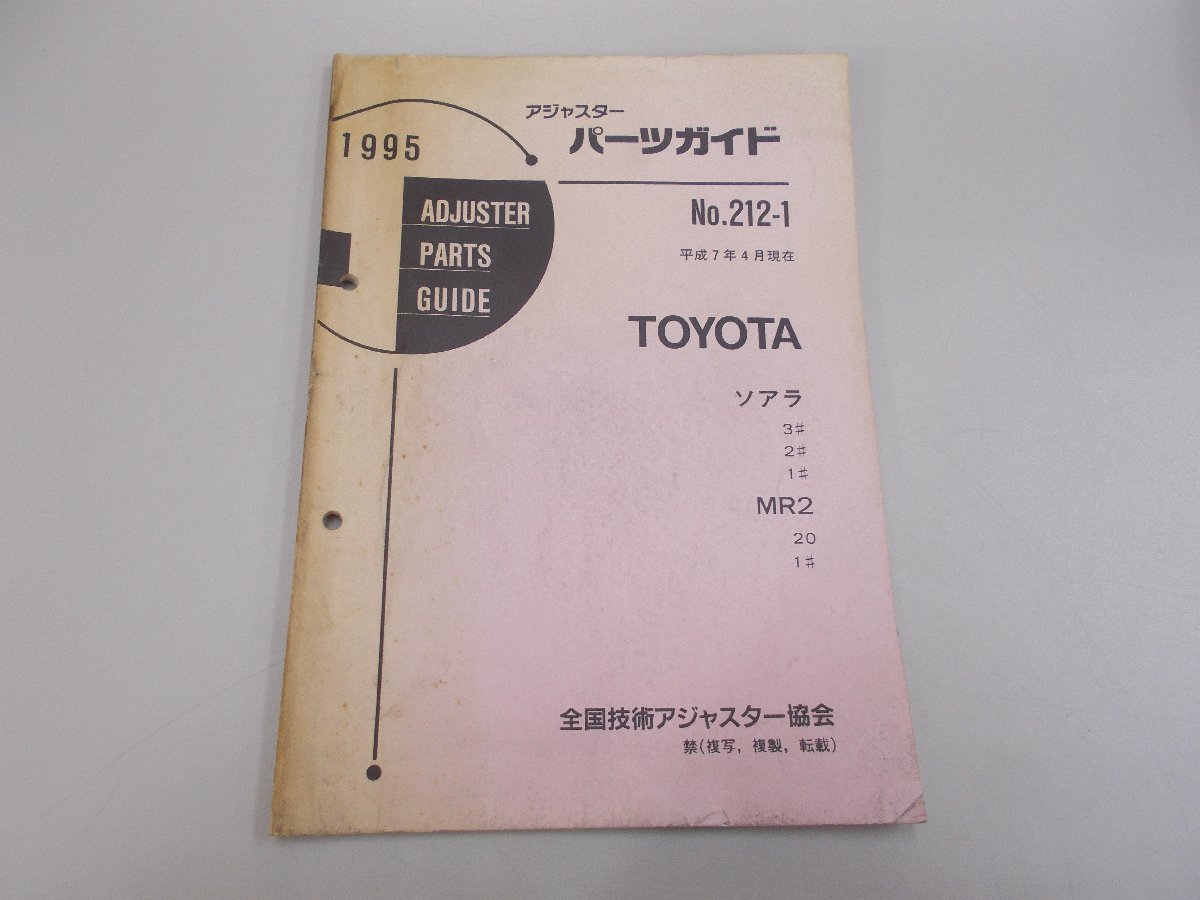 1995
ADJUSTER
PARTS
GUIDE
アジャスター
パーツガイド
No.212-1
平成7年4月現在
TOYOTA
ソアラ
3#
2#
1#
MR2
20
1#
全国技術アジャスター協会
禁(複写, 複製, 転載)